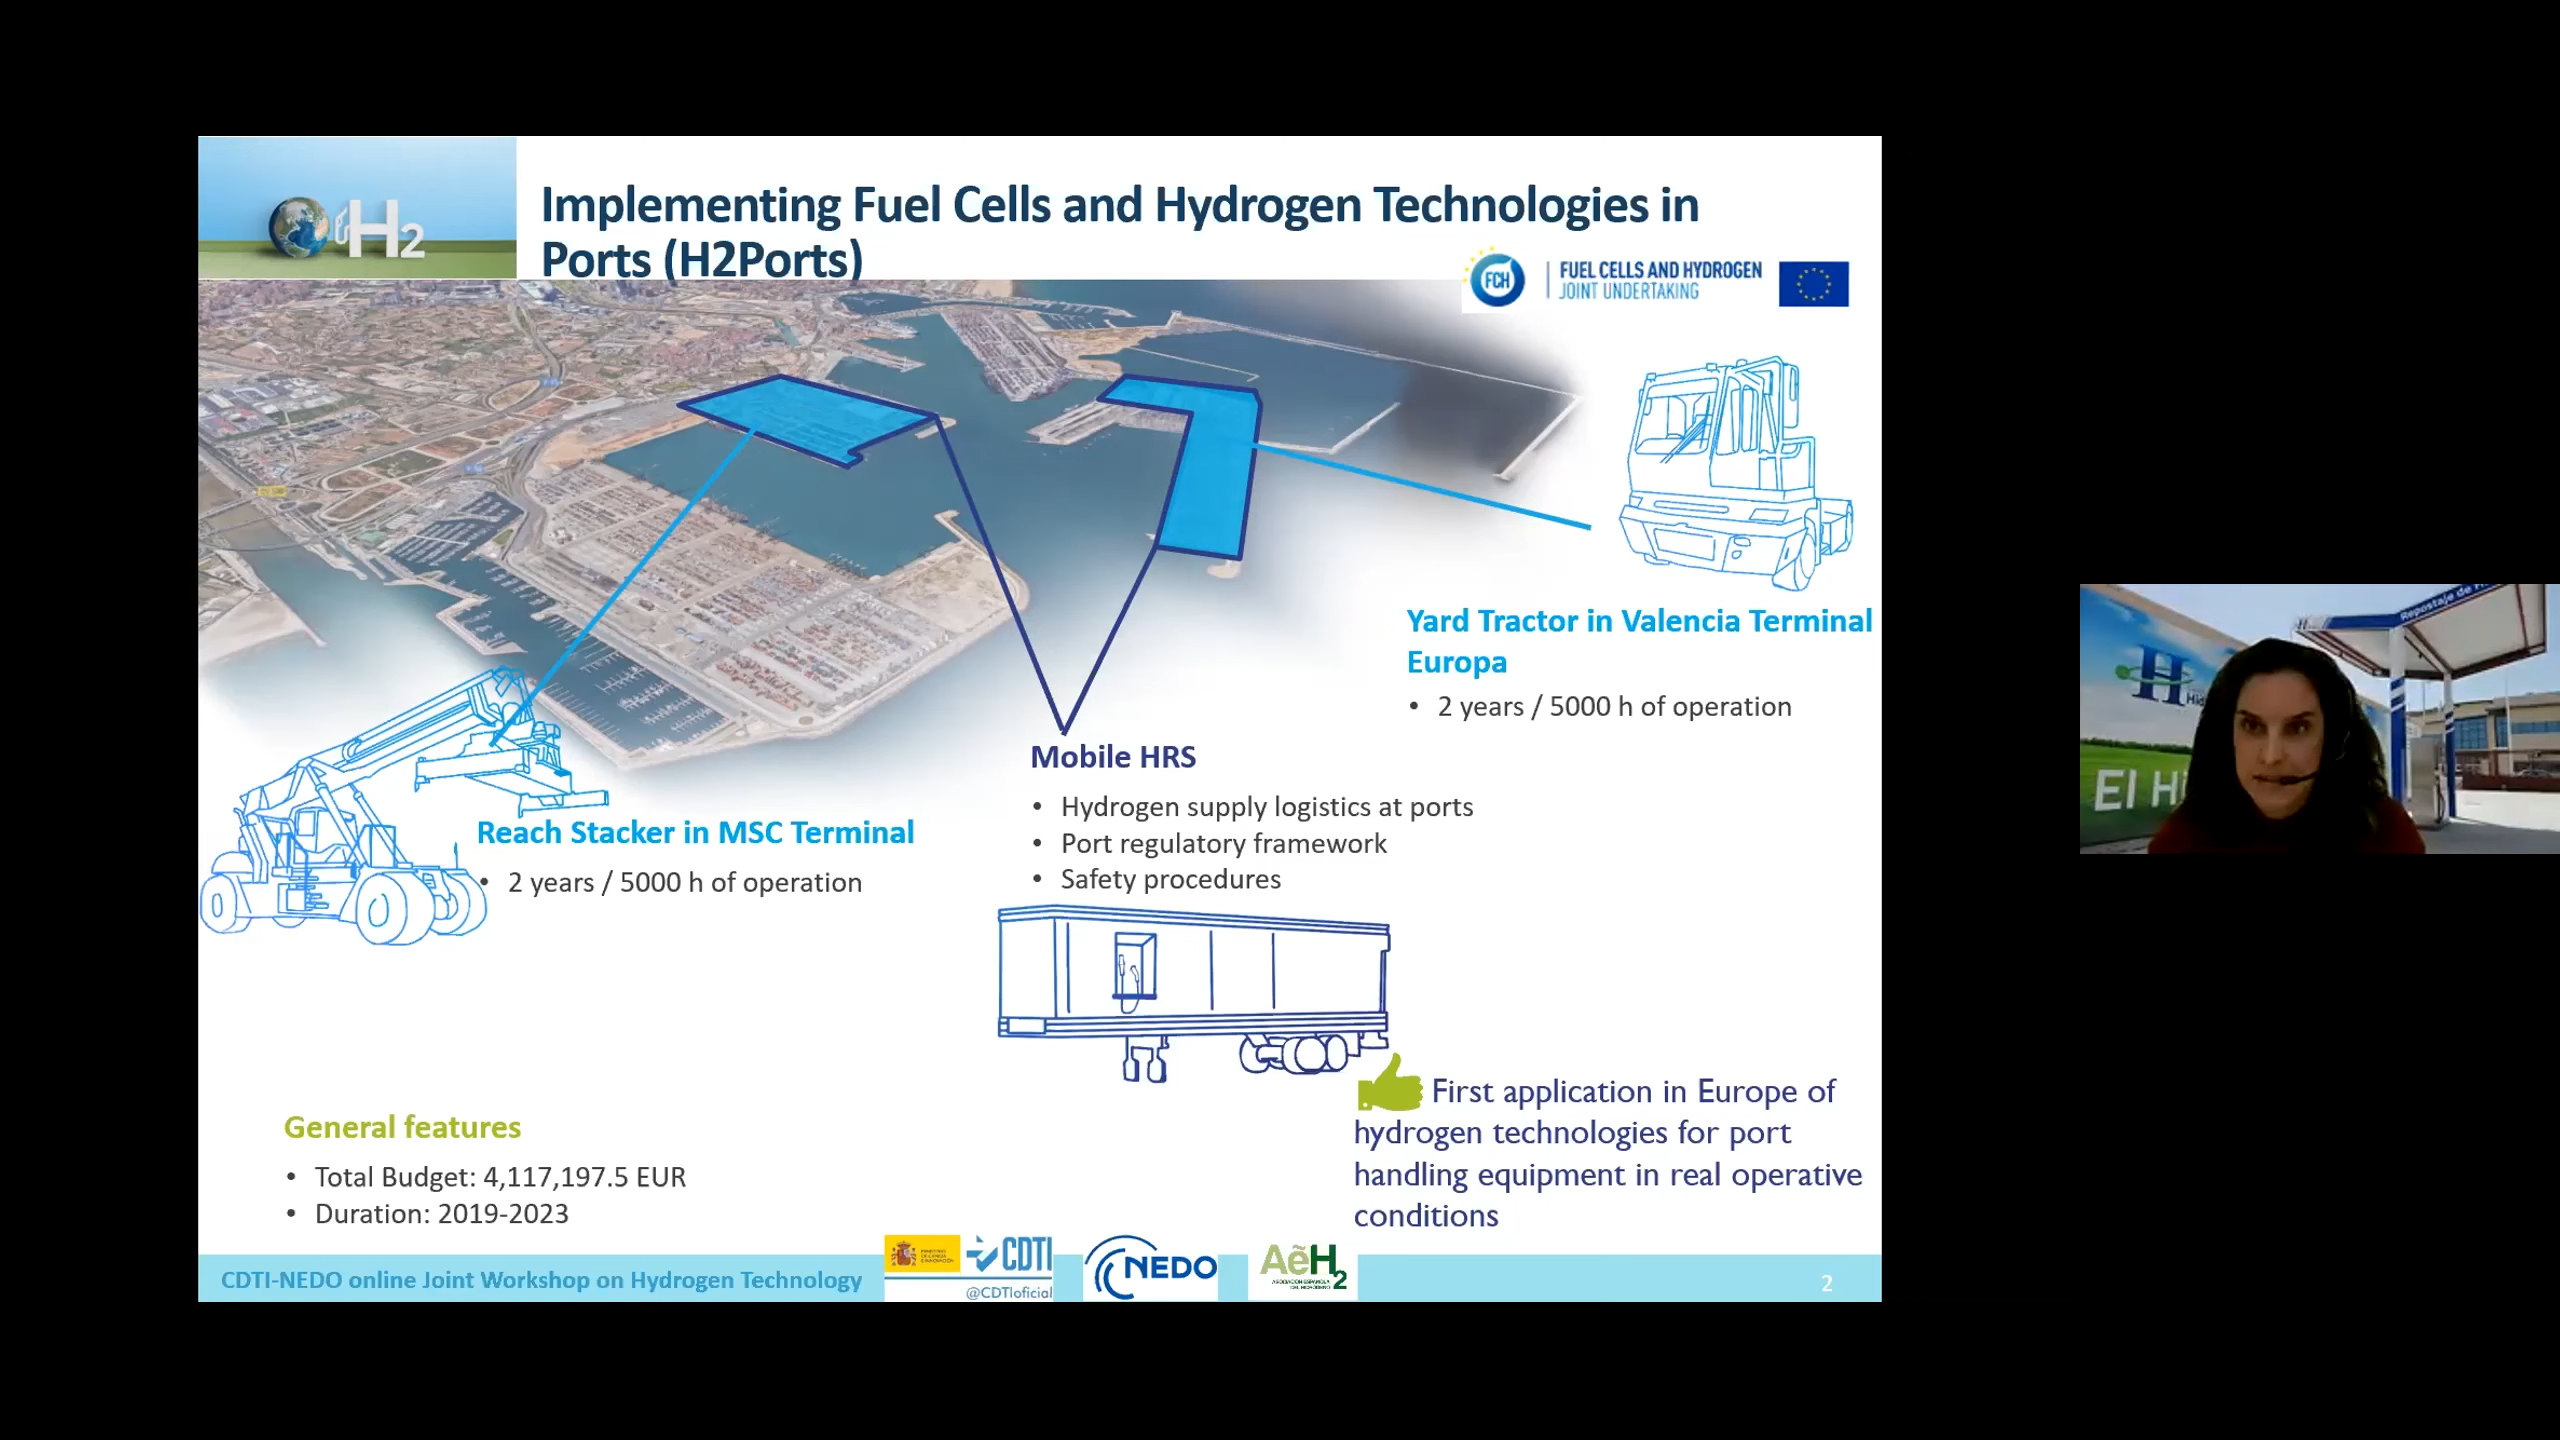 H2
Implementing Fuel Cells and Hydrogen Technologies in
Ports (H2Ports)
FCH
FUEL CELLS AND HYDROGEN
JOINT UNDERTAKING
Yard Tractor in Valencia Terminal
Europa
• 2 years / 5000 h of operation
Mobile HRS
• Hydrogen supply logistics at ports
• Port regulatory framework
• Safety procedures
Reach Stacker in MSC Terminal
• 2 years / 5000 h of operation
First application in Europe of
hydrogen technologies for port
handling equipment in real operative
conditions
General features
• Total Budget: 4,117,197.5 EUR
• Duration: 2019-2023
CDTI-NEDO online Joint Workshop on Hydrogen Technology
CDTI
@CDTIoficial
NEDO
AeH2
2
Repostaje de
H
El Hi